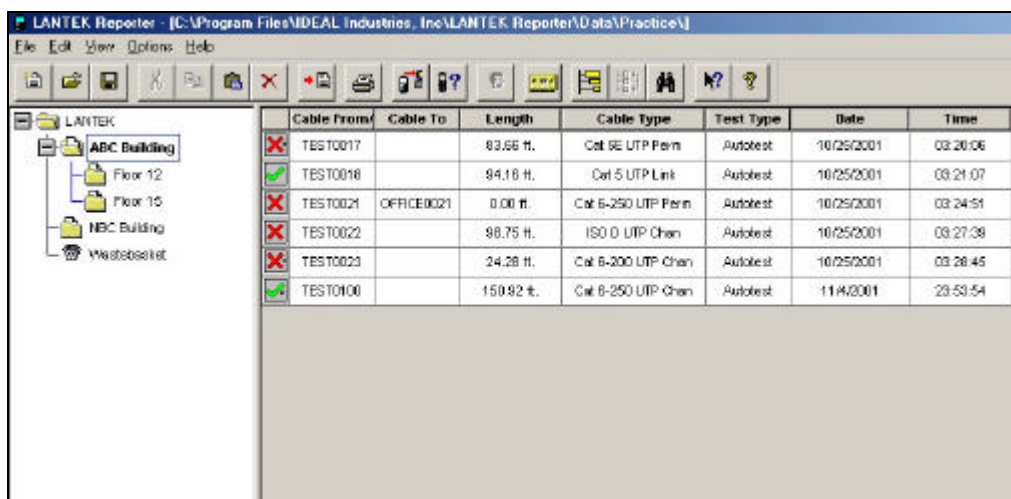 LANTEK Reporter - [C:\Program Files\IDEAL Industries, Inc\LANTEK Reporter\Data\Practice\]
File Edit View Options Help
LANTEK
ABC Building
Floor 12
Floor 15
NBC Building
Wastebasket
Cable From/ Cable To Length Cable Type Test Type Date Time
TEST0017 83.66 ft. Cat 5E UTP Perm Autotest 10/25/2001 03:20:06
TEST0018 94.16 ft. Cat 5 UTP Link Autotest 10/25/2001 03:21:07
TEST0021 OFFICE0021 0.00 ft. Cat 6-250 UTP Perm Autotest 10/25/2001 03:24:51
TEST0022 98.75 ft. ISO D UTP Chan Autotest 10/25/2001 03:27:39
TEST0023 24.28 ft. Cat 6-200 UTP Chan Autotest 10/25/2001 03:28:45
TEST0100 150.92 ft. Cat 6-250 UTP Chan Autotest 11/4/2001 23:53:54